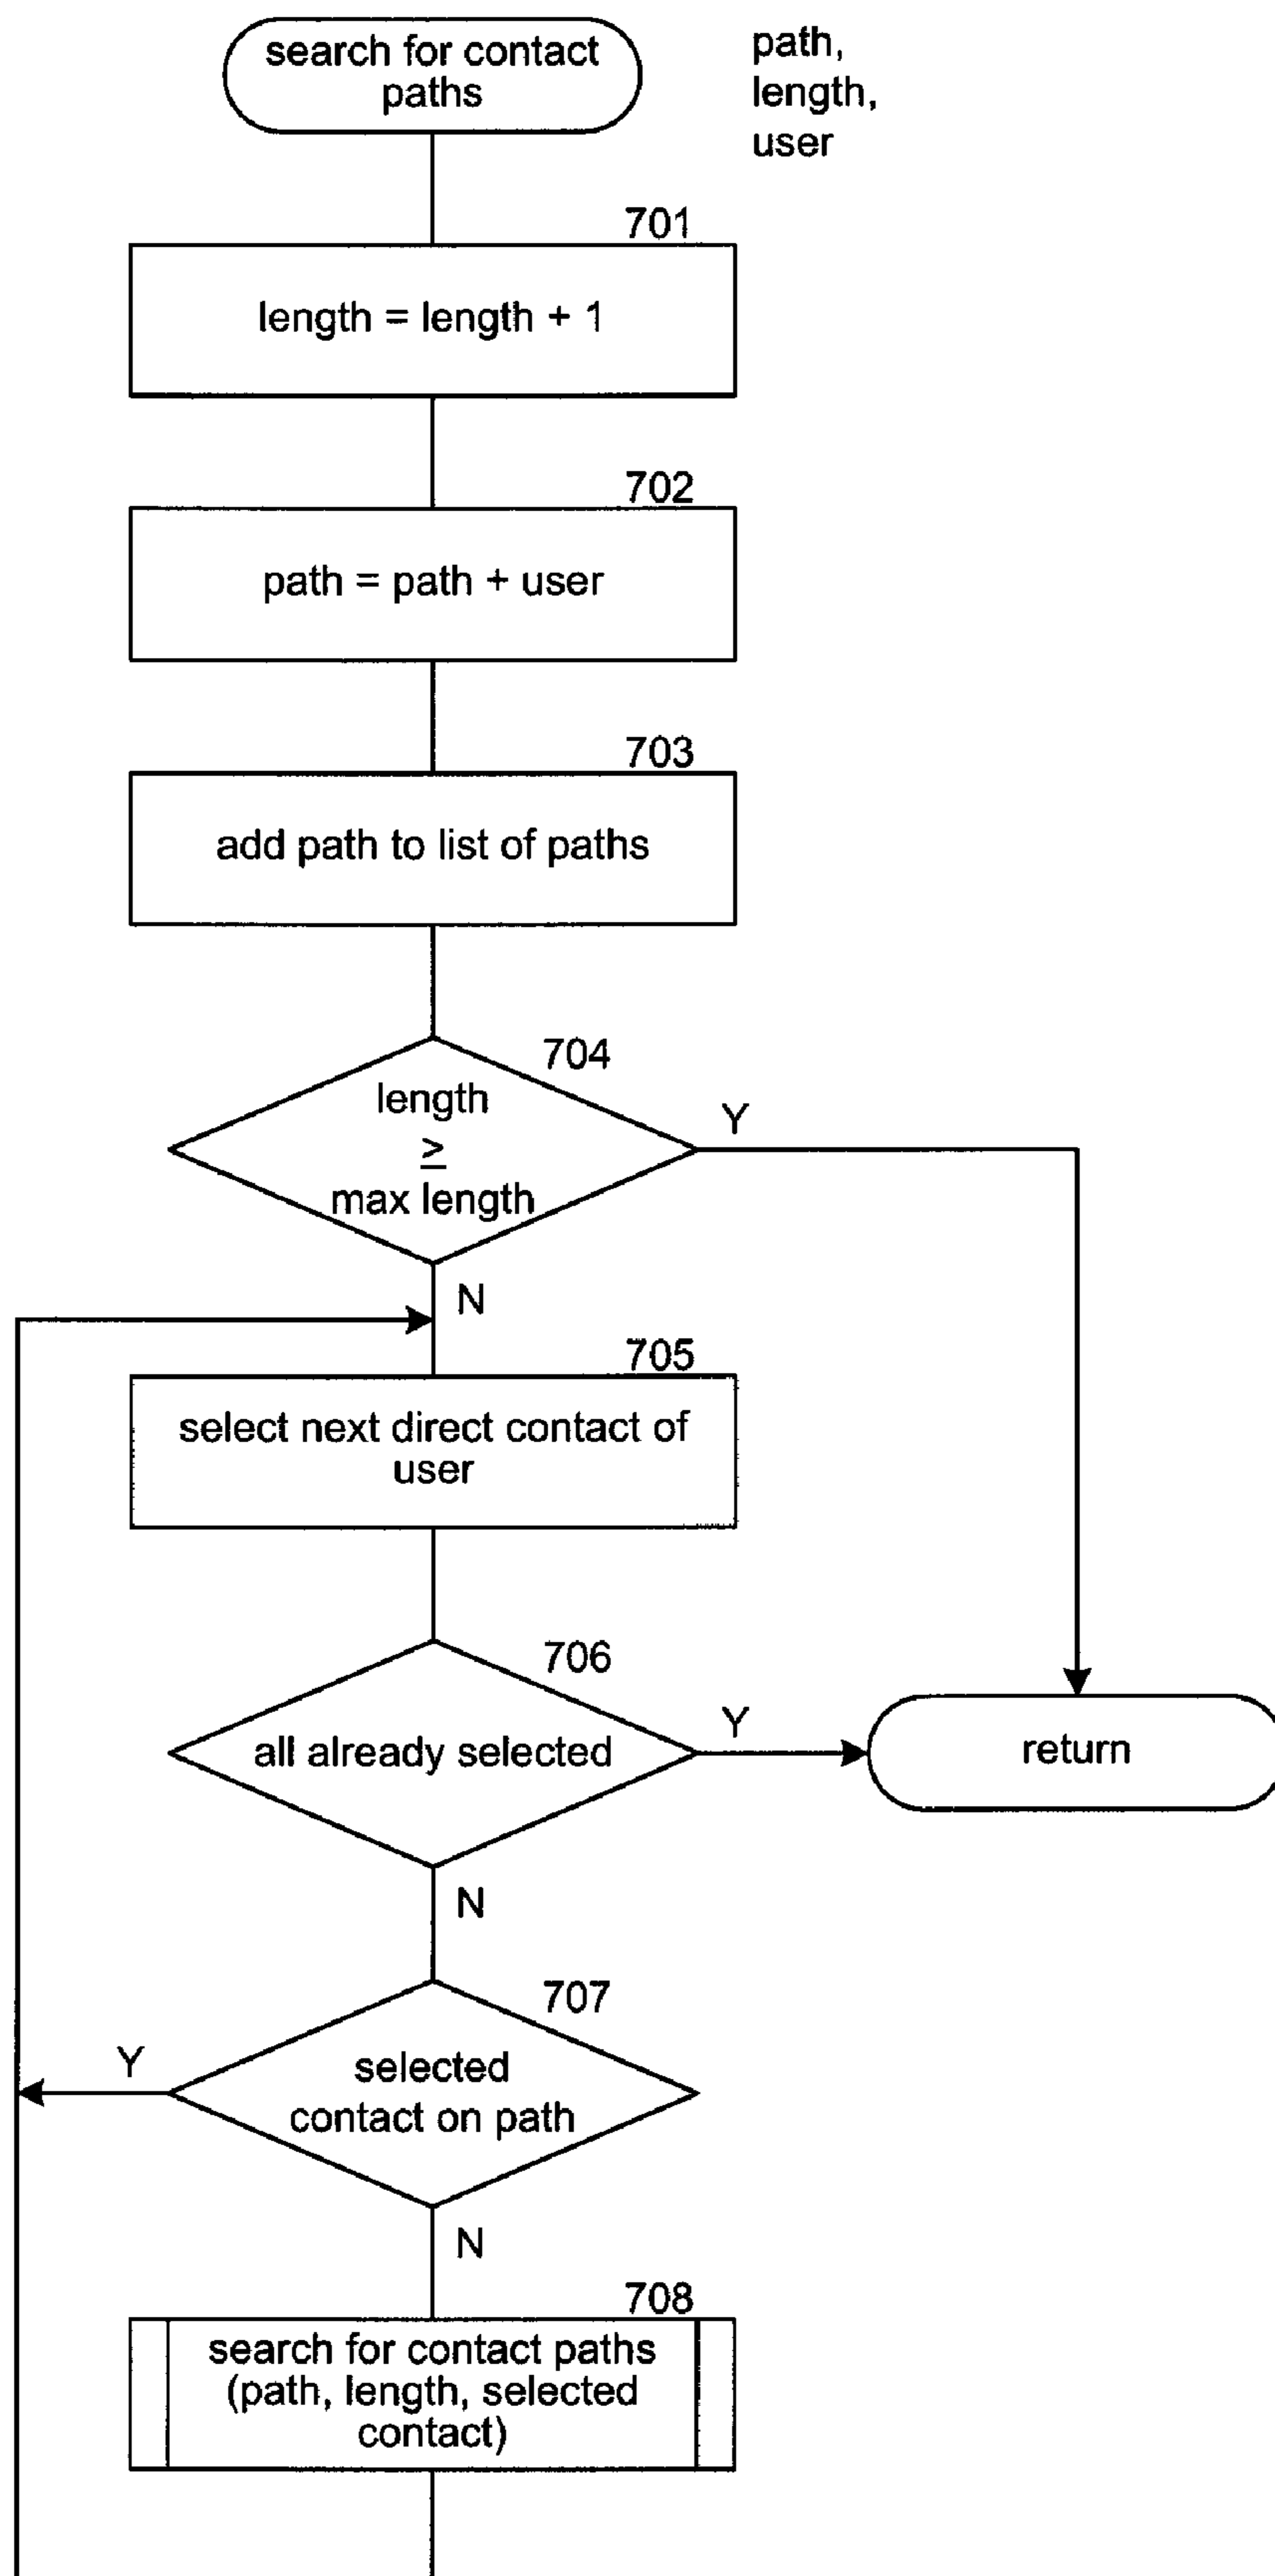 search for contact
paths
path,
length,
user
701
length = length + 1
702
path = path + user
703
add path to list of paths
704
length
≥
max length
Y
N
705
select next direct contact of
user
706
all already selected
Y
return
N
707
selected
contact on path
Y
N
708
search for contact paths
(path, length, selected
contact)